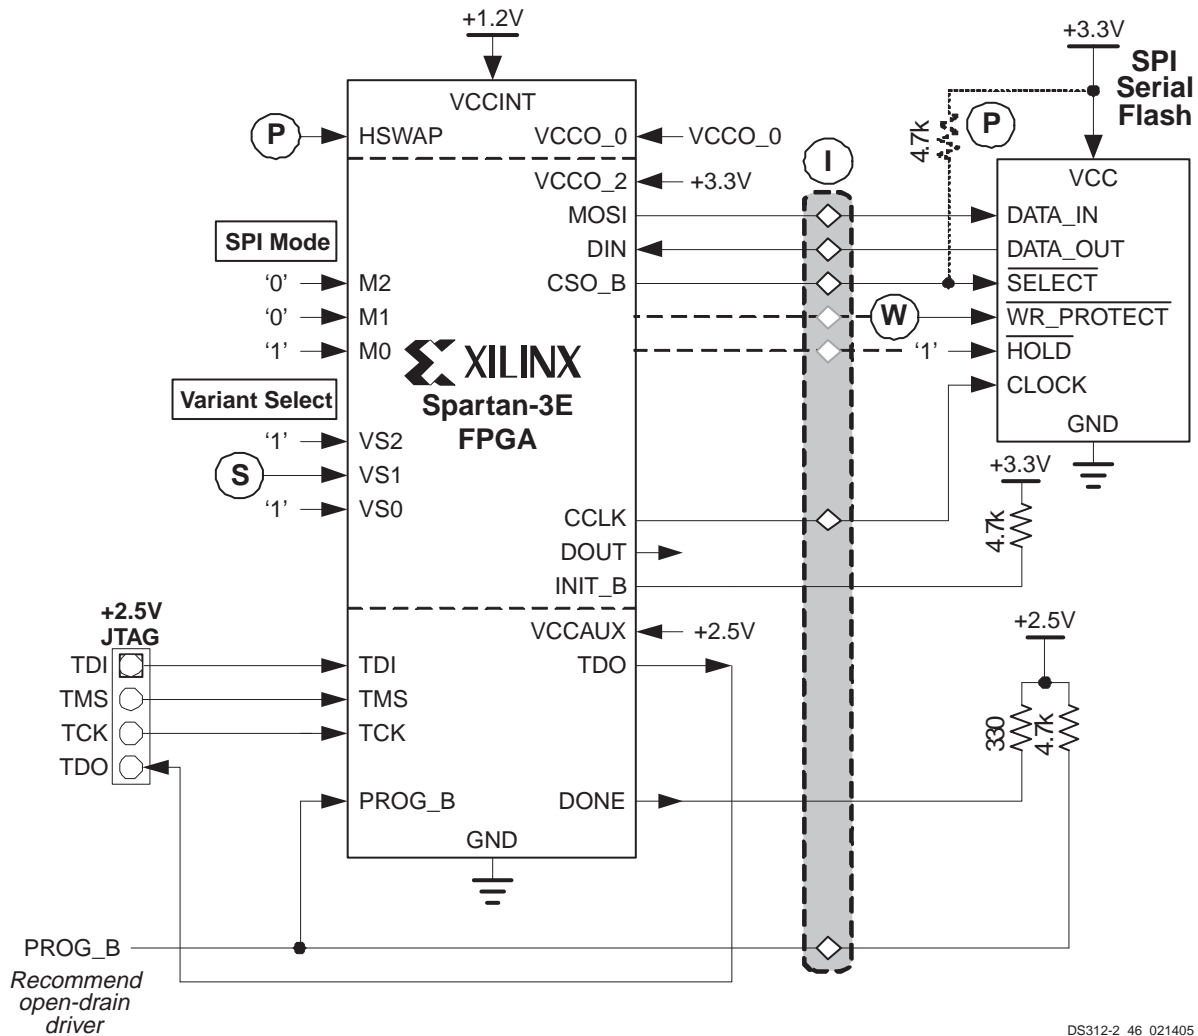 +1.2V
+3.3V
SPI
Serial
Flash
VCCINT
P
HSWAP
VCCO_0
VCCO_0
4.7k
P
I
VCCO_2
+3.3V
VCC
MOSI
DATA_IN
SPI Mode
DIN
DATA_OUT
‘0’
M2
CSO_B
SELECT
‘0’
M1
W
WR_PROTECT
‘1’
M0
‘1’
HOLD
XILINX
CLOCK
Variant Select
Spartan-3E
FPGA
GND
‘1’
VS2
S
VS1
+3.3V
‘1’
VS0
CCLK
4.7k
DOUT
INIT_B
+2.5V
JTAG
VCCAUX
+2.5V
+2.5V
TDI
TDI
TDO
TMS
TMS
TCK
TCK
330
4.7k
TDO
PROG_B
DONE
GND
PROG_B
Recommend
open-drain
driver
DS312-2_46_021405